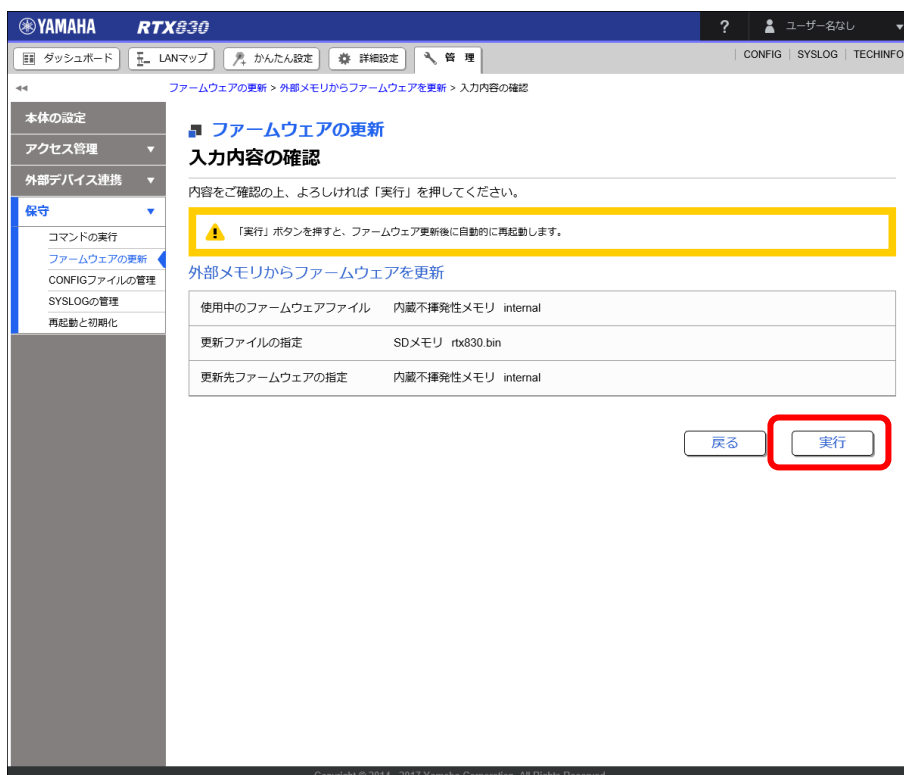 YAMAHA RTX830 ? ユーザー名なし
ダッシュボード LANマップ かんたん設定 詳細設定 管 理 CONFIG SYSLOG TECHINFO
ファームウェアの更新 > 外部メモリからファームウェアを更新 > 入力内容の確認
本体の設定
アクセス管理
外部デバイス連携
保守
コマンドの実行
ファームウェアの更新
CONFIGファイルの管理
SYSLOGの管理
再起動と初期化
ファームウェアの更新
入力内容の確認
内容をご確認の上、よろしければ「実行」を押してください。
「実行」ボタンを押すと、ファームウェア更新後に自動的に再起動します。
外部メモリからファームウェアを更新
使用中のファームウェアファイル 内蔵不揮発性メモリ internal
更新ファイルの指定 SDメモリ rtx830.bin
更新先ファームウェアの指定 内蔵不揮発性メモリ internal
戻る 実行
Copyright © 2014 - 2017 Yamaha Corporation. All Rights Reserved.